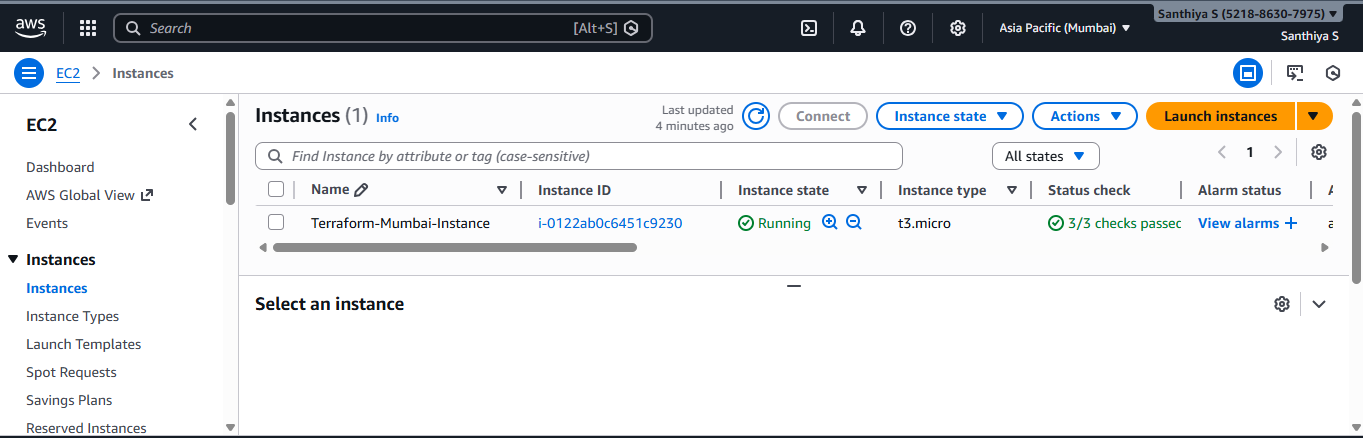 aws
Search [Alt+S]
Asia Pacific (Mumbai)
Santhiya S (5218-8630-7975)
Santhiya S
EC2 Instances
EC2
Dashboard
AWS Global View
Events
Instances
Instances
Instance Types
Launch Templates
Spot Requests
Savings Plans
Reserved Instances
Instances (1) Info
Last updated
4 minutes ago
Connect
Instance state
Actions
Launch instances
Find Instance by attribute or tag (case-sensitive)
All states
1
Name Instance ID Instance state Instance type Status check Alarm status A
Terraform-Mumbai-Instance i-0122ab0c6451c9230 Running t3.micro 3/3 checks passed View alarms + a
Select an instance